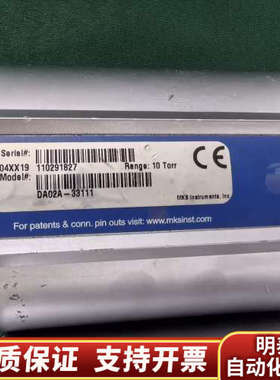 Serial#:
04XX19 110291827 Range: 10 Torr
Model#:
DA02A-33111
CE
MKS Instruments, Inc
For patents & conn. pin outs visit: www.mksinst.com
质保证 支持开票
自动化